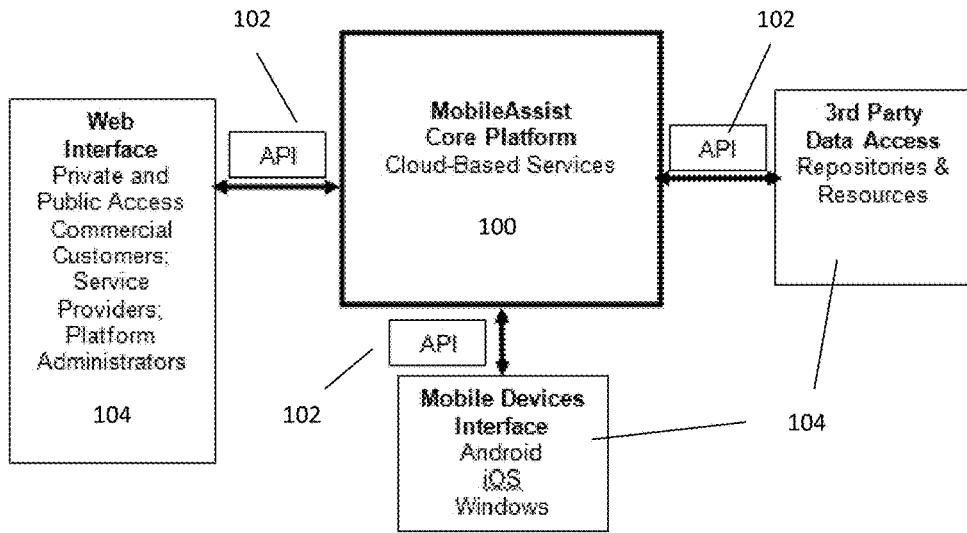 102
102
Web
Interface
Private and
Public Access
Commercial
Customers;
Service
Providers;
Platform
Administrators
104
API
MobileAssist
Core Platform
Cloud-Based Services
100
API
3rd Party
Data Access
Repositories &
Resources
API
102
Mobile Devices
Interface
Android
iOS
Windows
104